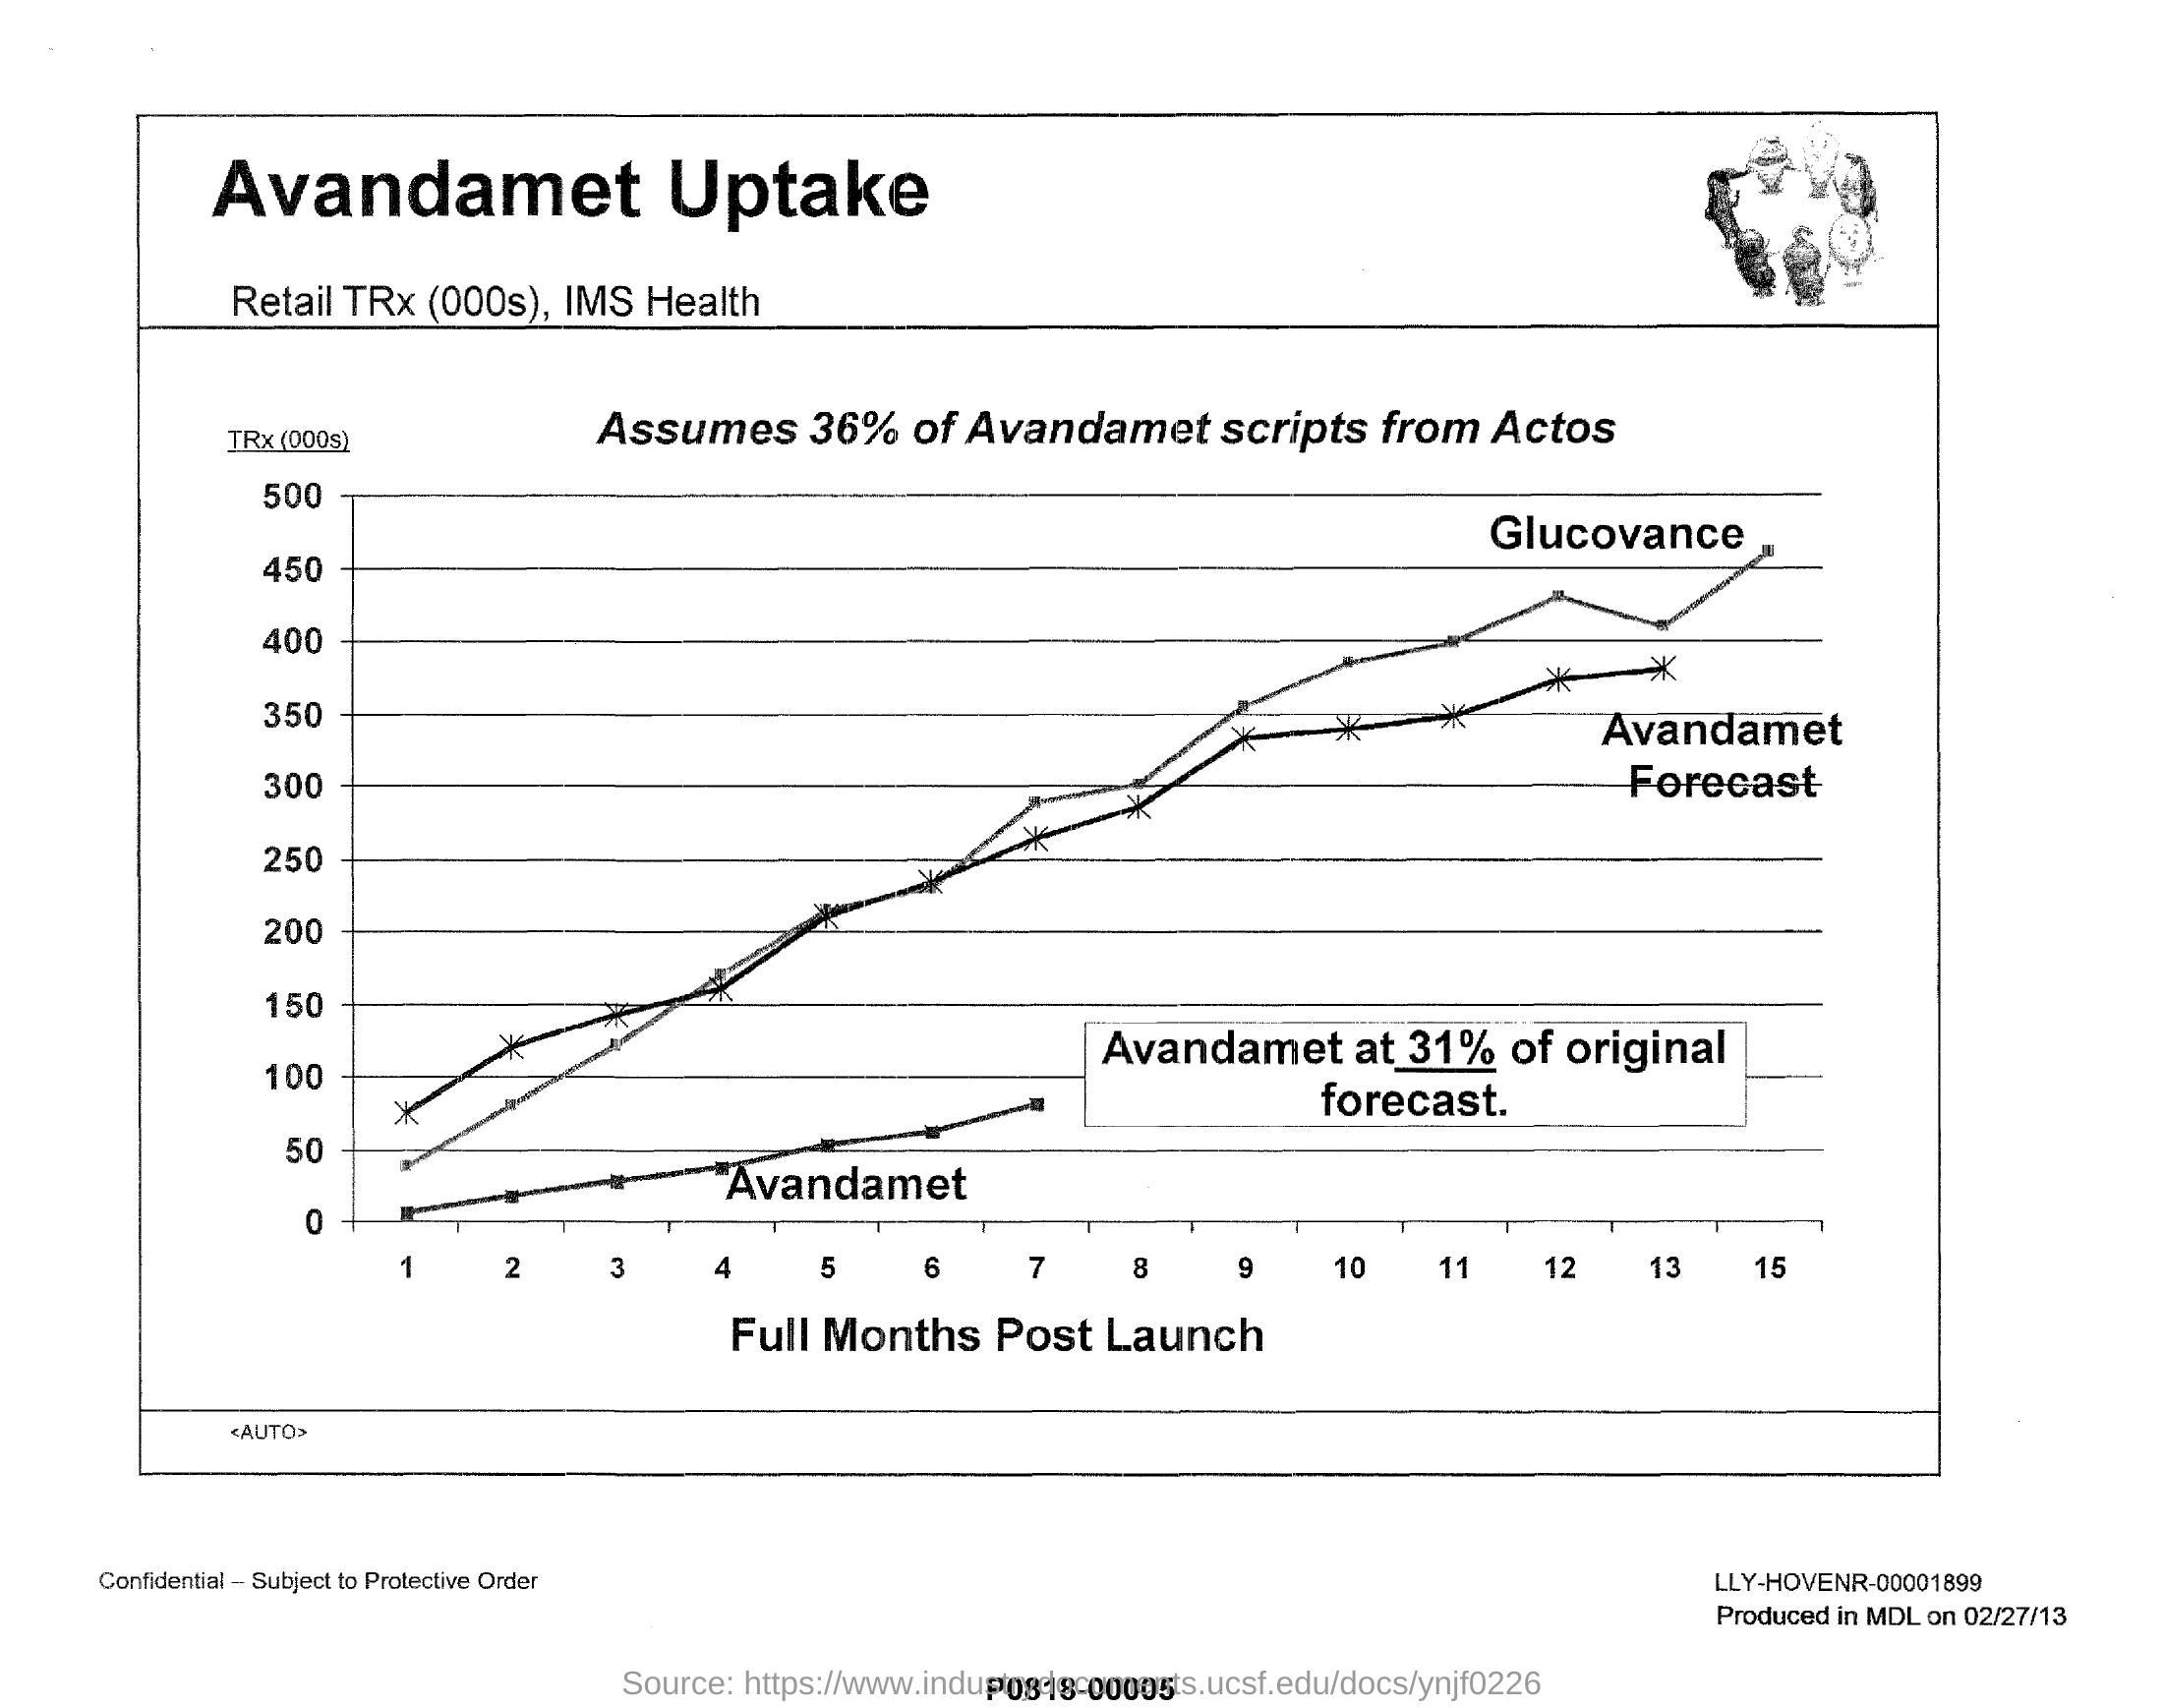 Avandamet Uptake
Retail TRx (000s), IMS Health
TRx (000s)
Assumes 36% of Avandamet scripts from Actos
500
450
400
350
300
250
200
150
100
50
0
Glucovance
Avandamet
Forecast
Avandamet at 31% of original
forecast.
Avandamet
1 2 3 4 5 6 7 8 9 10 11 12 13 15
Full Months Post Launch
<AUTO>
Confidential – Subject to Protective Order
LLY-HOVENR-00001899
Produced in MDL on 02/27/13
Source: https://www.industrydocuments.ucsf.edu/docs/ynjf0226
P0818-00005